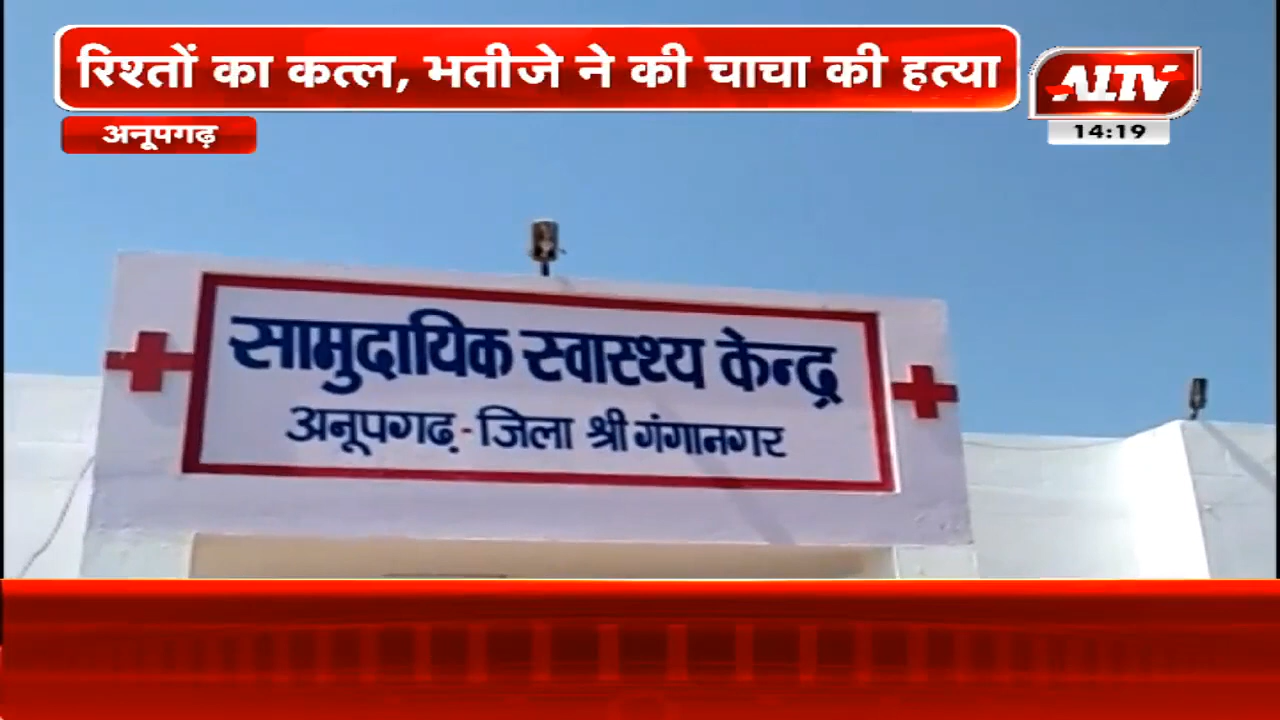 रिश्तों का कत्ल, भतीजे ने की चाचा की हत्या
ALTV
अनूपगढ़
14:19
सामुदायिक स्वास्थ्य केन्द्र
अनूपगढ़-जिला श्री गंगानगर